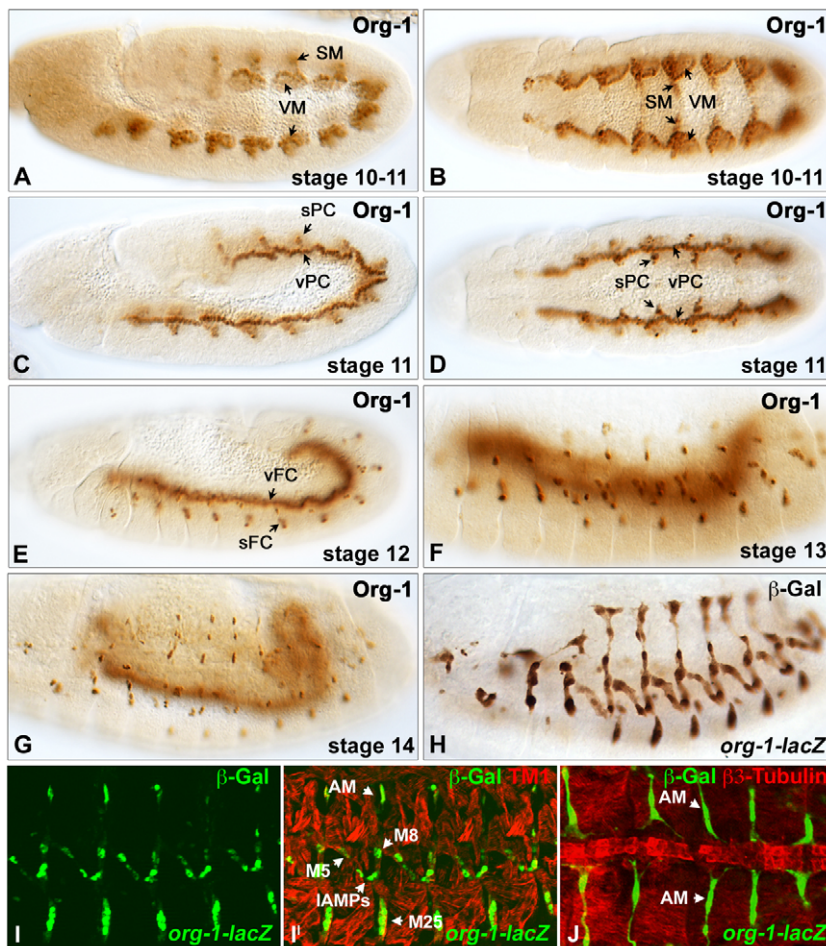 Org-1
SM
VM
A
stage 10-11
Org-1
SM
VM
B
stage 10-11
Org-1
sPC
vPC
C
stage 11
Org-1
sPC
vPC
D
stage 11
Org-1
vFC
sFC
E
stage 12
Org-1
F
stage 13
Org-1
G
stage 14
β-Gal
H
org-1-lacZ
β-Gal
I
org-1-lacZ
β-Gal TM1
AM
M8
M5
IAMPs
M25
I'
org-1-lacZ
β-Gal β3-Tubulin
AM
AM
J
org-1-lacZ